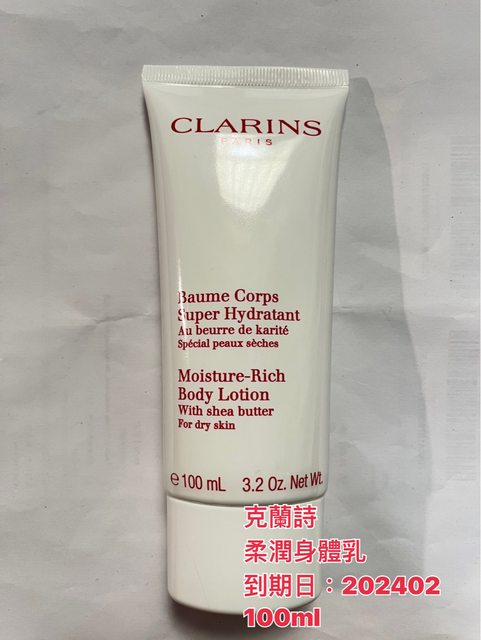 CLARINS
PARIS
Baume Corps
Super Hydratant
Au beurre de karité
Spécial peaux sèches
Moisture-Rich
Body Lotion
With shea butter
For dry skin
℮ 100 mL 3.2 Oz. Net Wt.
克蘭詩
柔潤身體乳
到期日：202402
100ml